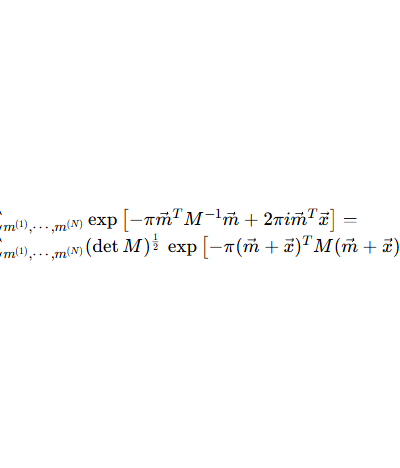 m⁽¹⁾,⋯,m⁽ᴺ⁾ exp [−πm⃗ᵀM⁻¹m⃗ + 2πim⃗ᵀx⃗] =
m⁽¹⁾,⋯,m⁽ᴺ⁾ (det M)^{1/2} exp [−π(m⃗ + x⃗)ᵀM(m⃗ + x⃗)